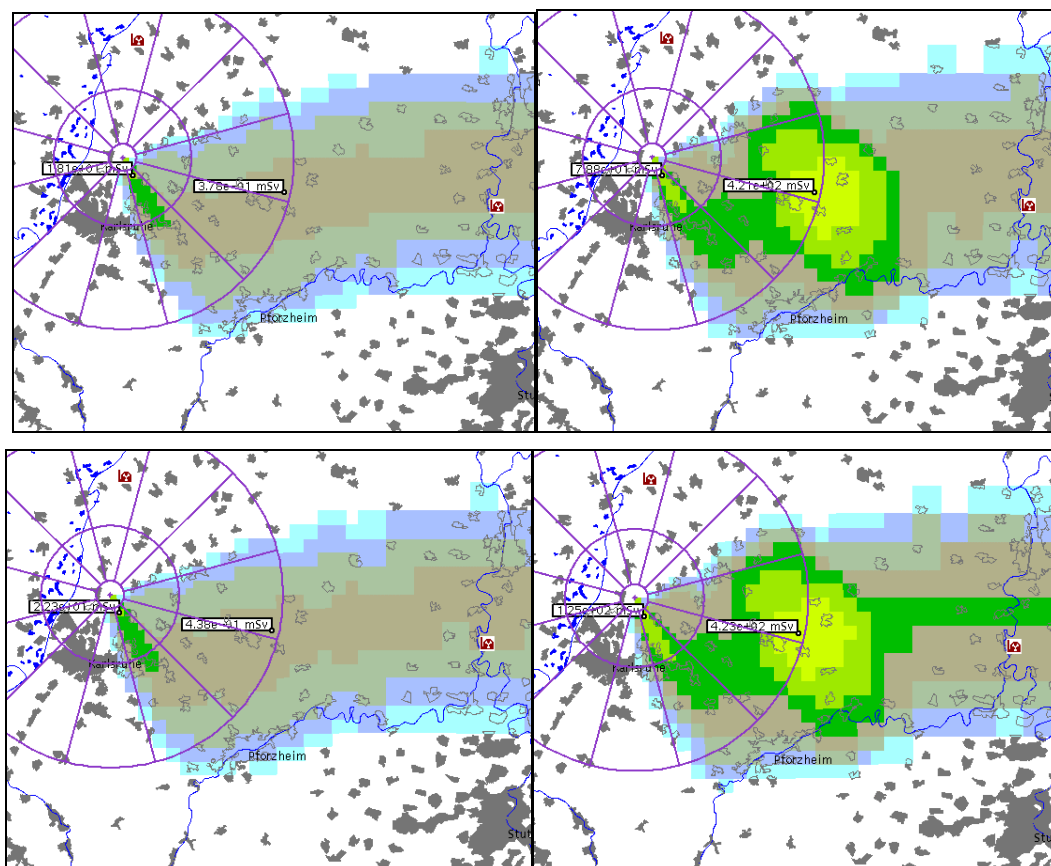 1.81e+01 mSv
3.78e-01 mSv
Karlsruhe
Pforzheim
Stu
7.88e+01 mSv
4.21e+02 mSv
Karlsruhe
Pforzheim
Stu
2.23e+01 mSv
4.38e-01 mSv
Karlsruhe
Pforzheim
Stut
1.25e+02 mSv
4.23e+02 mSv
Karlsruhe
Pforzheim
Stut